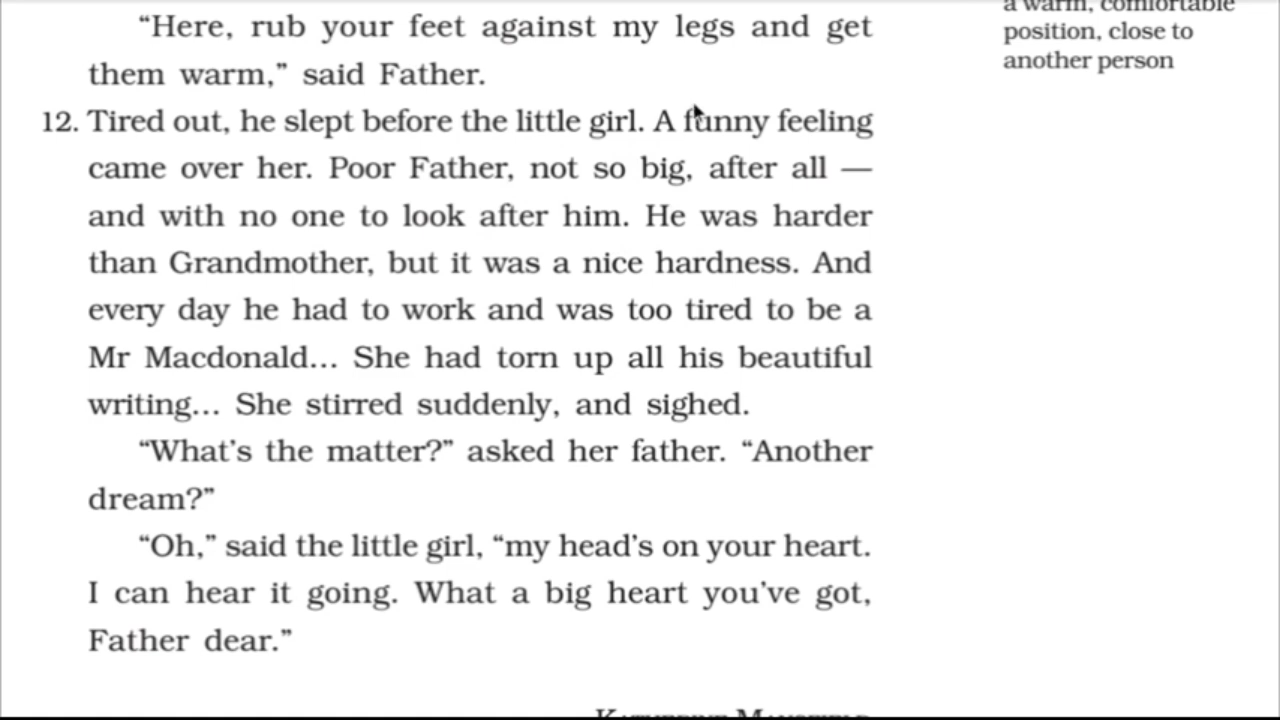 a warm, comfortable
position, close to
another person
“Here, rub your feet against my legs and get
them warm,” said Father.
12. Tired out, he slept before the little girl. A funny feeling
came over her. Poor Father, not so big, after all —
and with no one to look after him. He was harder
than Grandmother, but it was a nice hardness. And
every day he had to work and was too tired to be a
Mr Macdonald... She had torn up all his beautiful
writing... She stirred suddenly, and sighed.
“What’s the matter?” asked her father. “Another
dream?”
“Oh,” said the little girl, “my head’s on your heart.
I can hear it going. What a big heart you’ve got,
Father dear.”